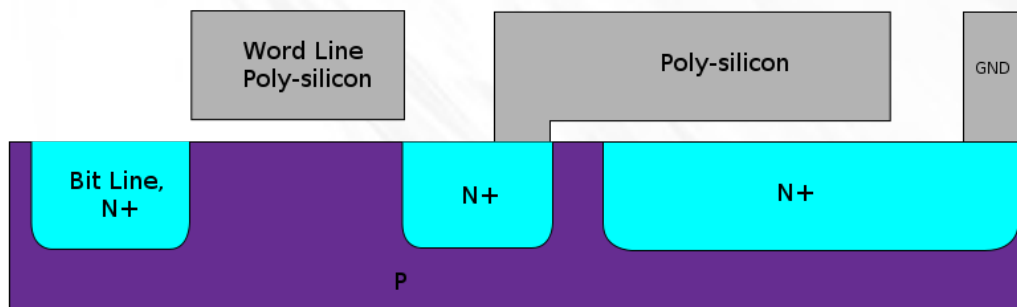 Word Line
Poly-silicon
Poly-silicon
GND
Bit Line,
N+
N+
N+
P